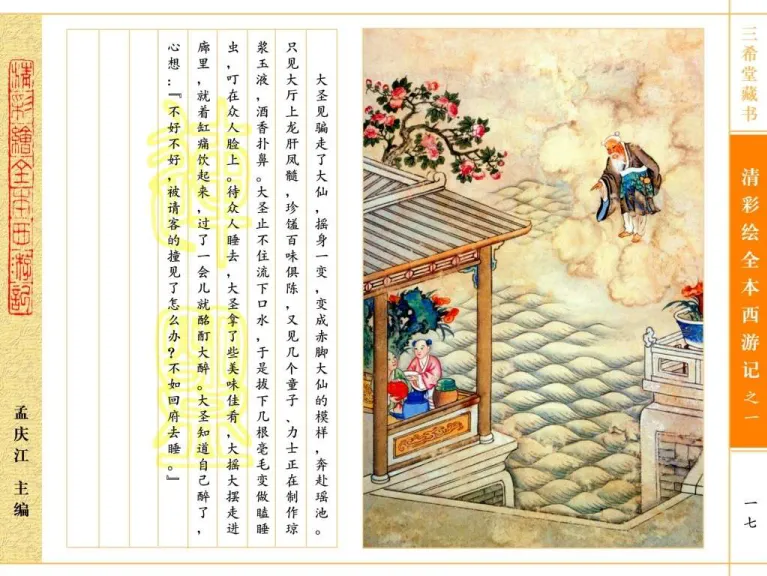 三希堂藏书
清彩绘全本西游记之一
一七
大圣见骗走了大仙,摇身一变,变成赤脚大仙的模样,奔赴瑶池。
只见大厅上龙肝凤髓,珍馐百味俱陈,又见几个童子、力士正在制作琼
浆玉液,酒香扑鼻。大圣止不住流下口水,于是拔下几根毫毛变做瞌睡
虫,叮在众人脸上。待众人睡去,大圣拿了些美味佳肴,大摇大摆走进
廊里,就着缸痛饮起来,过了一会儿就酩酊大醉。大圣知道自己醉了,
心想:『不好不好,被请客的撞见了怎么办?不如回府去睡。』
清彩繪全本西游記
孟庆江 主编